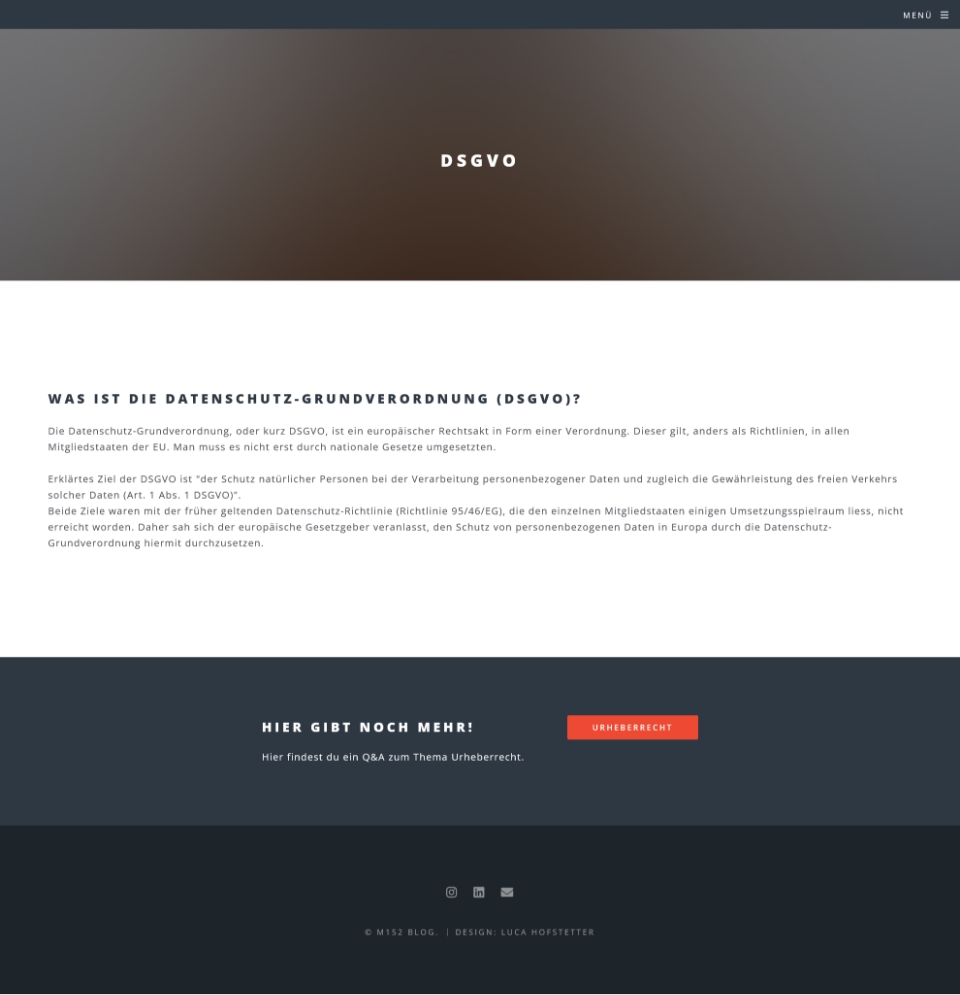 MENÜ
DSGVO
WAS IST DIE DATENSCHUTZ-GRUNDVERORDNUNG (DSGVO)?
Die Datenschutz-Grundverordnung, oder kurz DSGVO, ist ein europäischer Rechtsakt in Form einer Verordnung. Dieser gilt, anders als Richtlinien, in allen
Mitgliedstaaten der EU. Man muss es nicht erst durch nationale Gesetze umgesetzten.
Erklärtes Ziel der DSGVO ist "der Schutz natürlicher Personen bei der Verarbeitung personenbezogener Daten und zugleich die Gewährleistung des freien Verkehrs
solcher Daten (Art. 1 Abs. 1 DSGVO)".
Beide Ziele waren mit der früher geltenden Datenschutz-Richtlinie (Richtlinie 95/46/EG), die den einzelnen Mitgliedstaaten einigen Umsetzungsspielraum liess, nicht
erreicht worden. Daher sah sich der europäische Gesetzgeber veranlasst, den Schutz von personenbezogenen Daten in Europa durch die Datenschutz-
Grundverordnung hiermit durchzusetzen.
HIER GIBT NOCH MEHR!
URHEBERRECHT
Hier findest du ein Q&A zum Thema Urheberrecht.
© M152 BLOG. | DESIGN: LUCA HOFSTETTER